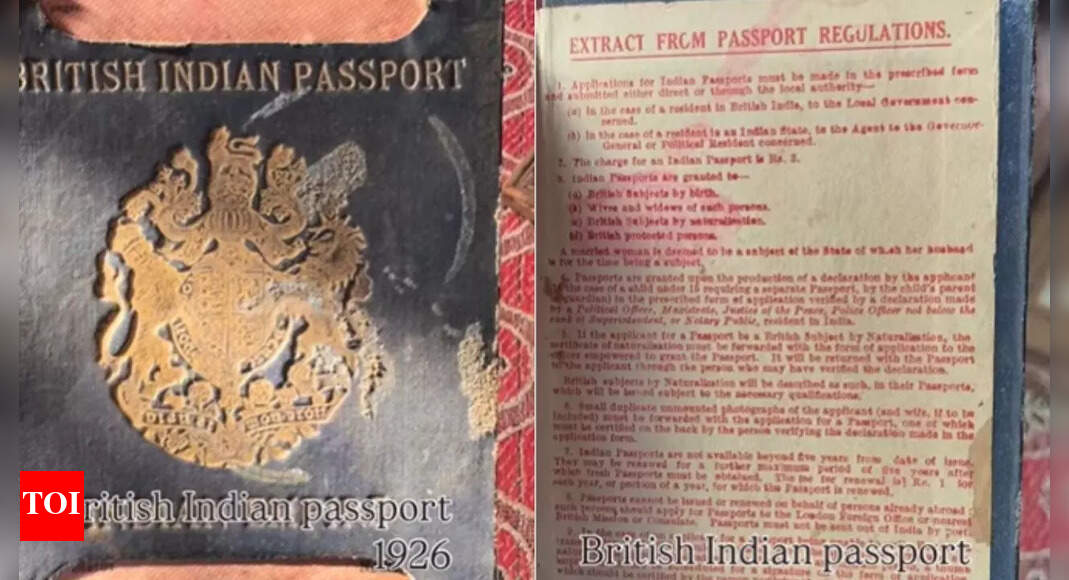 BRITISH INDIAN PASSPORT
TOI
British Indian passport
1926
EXTRACT FROM PASSPORT REGULATIONS.
1. Applications for Indian Passports must be made in the prescribed form
and submitted either direct or through the local authority—
(a) In the case of a resident in British India, to the Local Government con-
cerned.
(b) In the case of a resident in an Indian State, to the Agent to the Governor-
General or Political Resident concerned.
2. The charge for an Indian Passport is Rs. 3.
3. Indian Passports are granted to—
(a) British Subjects by birth.
(b) Wives and widows of such persons.
(c) British Subjects by naturalisation.
(d) British protected persons.
A married woman is deemed to be a subject of the State of which her husband
is for the time being a subject.
4. Passports are granted upon the production of a declaration by the applicant
the case of a child under 15 requiring a separate Passport, by the child's parent
guardian) in the prescribed form of application verified by a declaration made
by a Political Officer, Magistrate, Justice of the Peace, Police Officer not below the
rank of Superintendent, or Notary Public, resident in India.
5. If the applicant for a Passport be a British Subject by Naturalisation, the
certificate of naturalisation must be forwarded with the form of application to the
officer empowered to grant the Passport. It will be returned with the Passport
to the applicant through the person who may have verified the declaration.
British subjects by Naturalisation will be described as such, in their Passports,
which will be issued subject to the necessary qualifications.
6. Small duplicate unmounted photographs of the applicant (and wife, if to be
included) must be forwarded with the application for a Passport, one of which
must be certified on the back by the person verifying the declaration made in the
application form.
7. Indian Passports are not available beyond five years from date of issue.
They may be renewed for a further maximum period of five years after
which fresh Passports must be obtained. The fee for renewal is Rs. 1 for
each year, or portion of a year, for which the Passport is renewed.
8. Passports cannot be issued or renewed on behalf of persons already abroad
such persons should apply for Passports to the London Foreign Office or nearest
British Mission or Consulate. Passports must not be sent out of India by post
British Indian passport